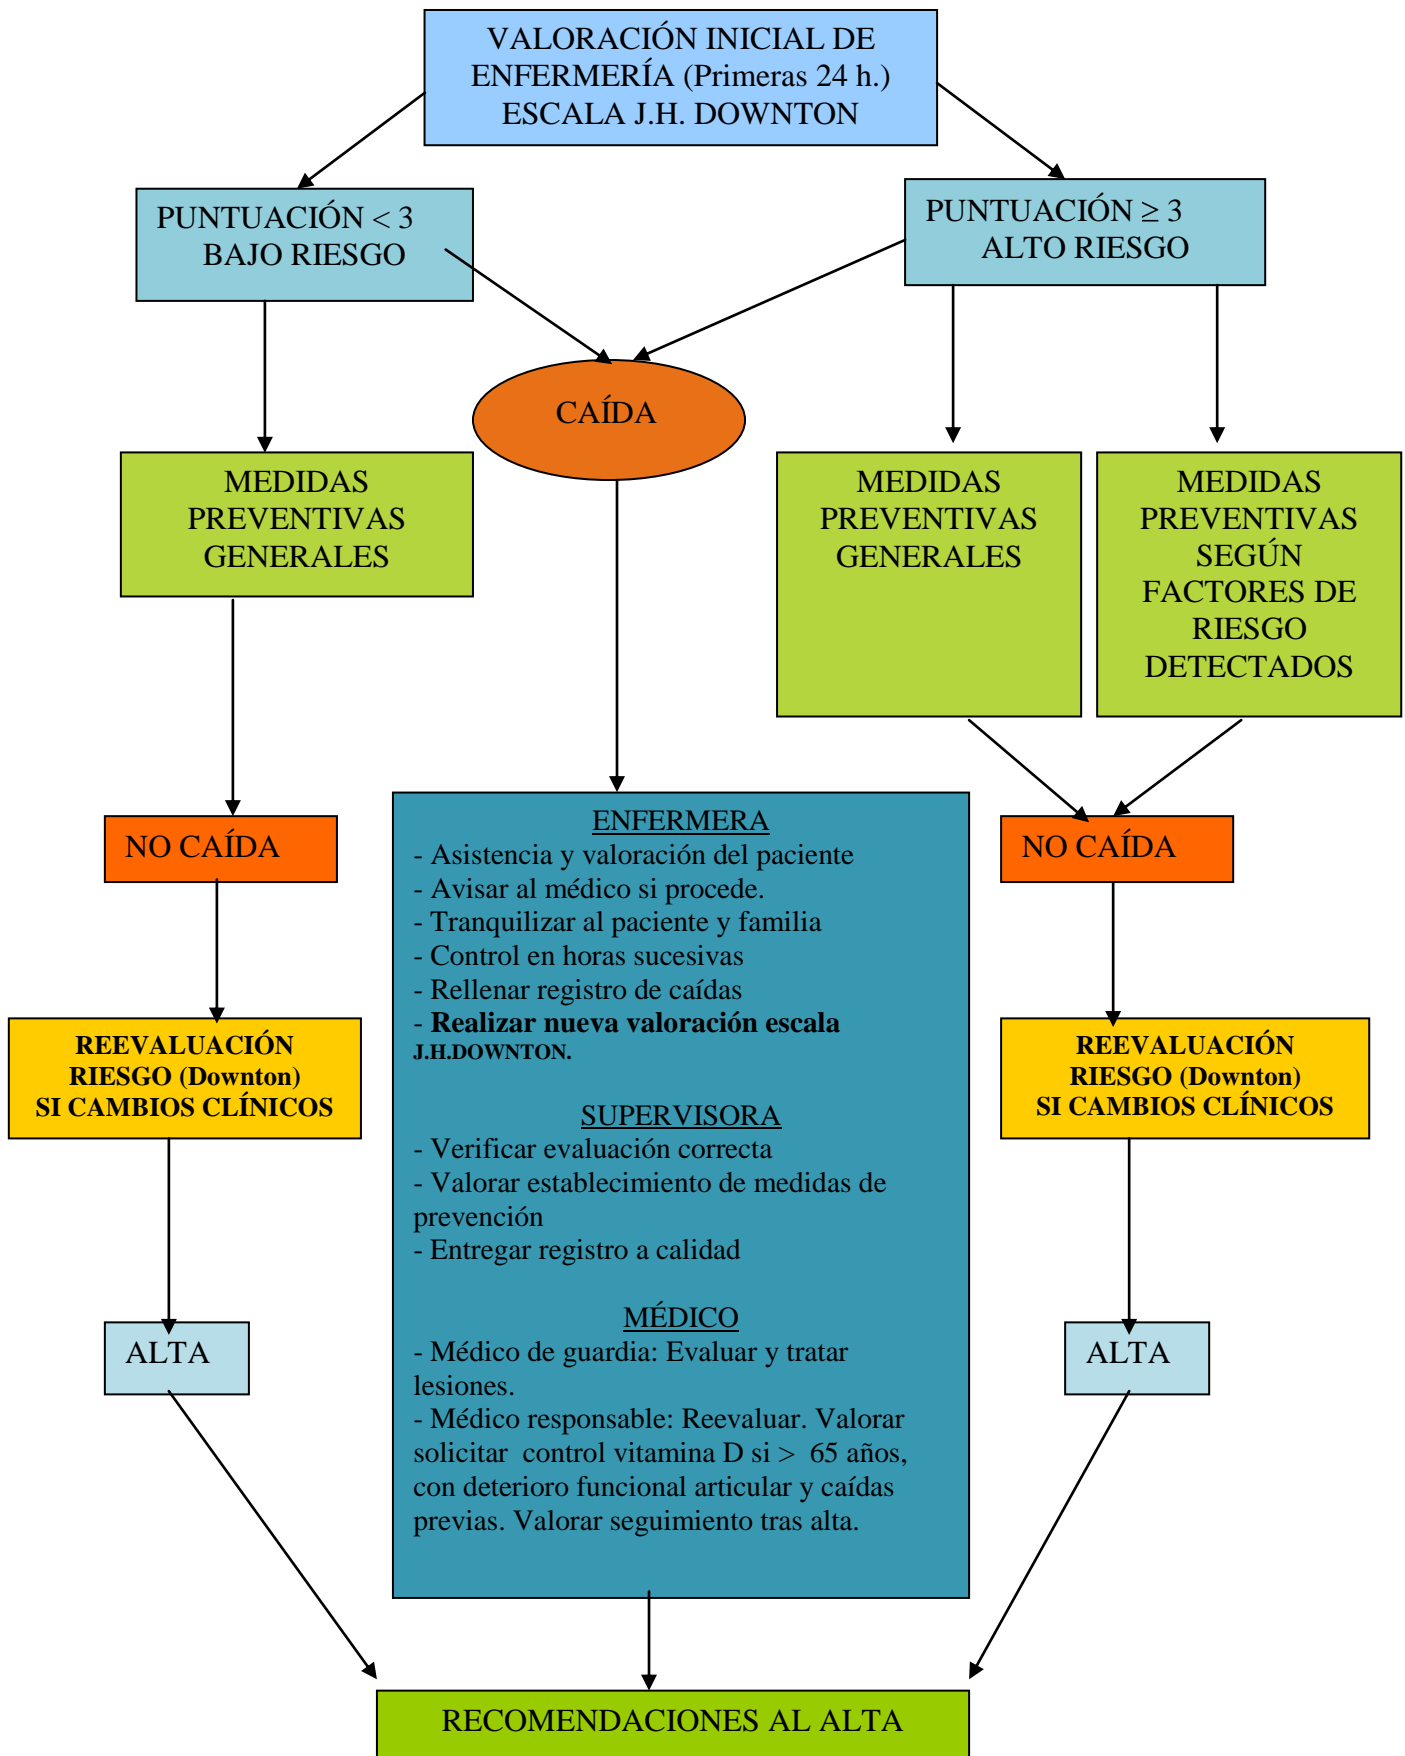 VALORACIÓN INICIAL DE
ENFERMERÍA (Primeras 24 h.)
ESCALA J.H. DOWNTON
PUNTUACIÓN < 3
BAJO RIESGO
PUNTUACIÓN ≥ 3
ALTO RIESGO
CAÍDA
MEDIDAS
PREVENTIVAS
GENERALES
MEDIDAS
PREVENTIVAS
GENERALES
MEDIDAS
PREVENTIVAS
SEGÚN
FACTORES DE
RIESGO
DETECTADOS
NO CAÍDA
ENFERMERA
- Asistencia y valoración del paciente
- Avisar al médico si procede.
- Tranquilizar al paciente y familia
- Control en horas sucesivas
- Rellenar registro de caídas
- Realizar nueva valoración escala
J.H.DOWNTON.
SUPERVISORA
- Verificar evaluación correcta
- Valorar establecimiento de medidas de
prevención
- Entregar registro a calidad
MÉDICO
- Médico de guardia: Evaluar y tratar
lesiones.
- Médico responsable: Reevaluar. Valorar
solicitar  control vitamina D si >  65 años,
con deterioro funcional articular y caídas
previas. Valorar seguimiento tras alta.
NO CAÍDA
REEVALUACIÓN
RIESGO (Downton)
SI CAMBIOS CLÍNICOS
REEVALUACIÓN
RIESGO (Downton)
SI CAMBIOS CLÍNICOS
ALTA
ALTA
RECOMENDACIONES AL ALTA